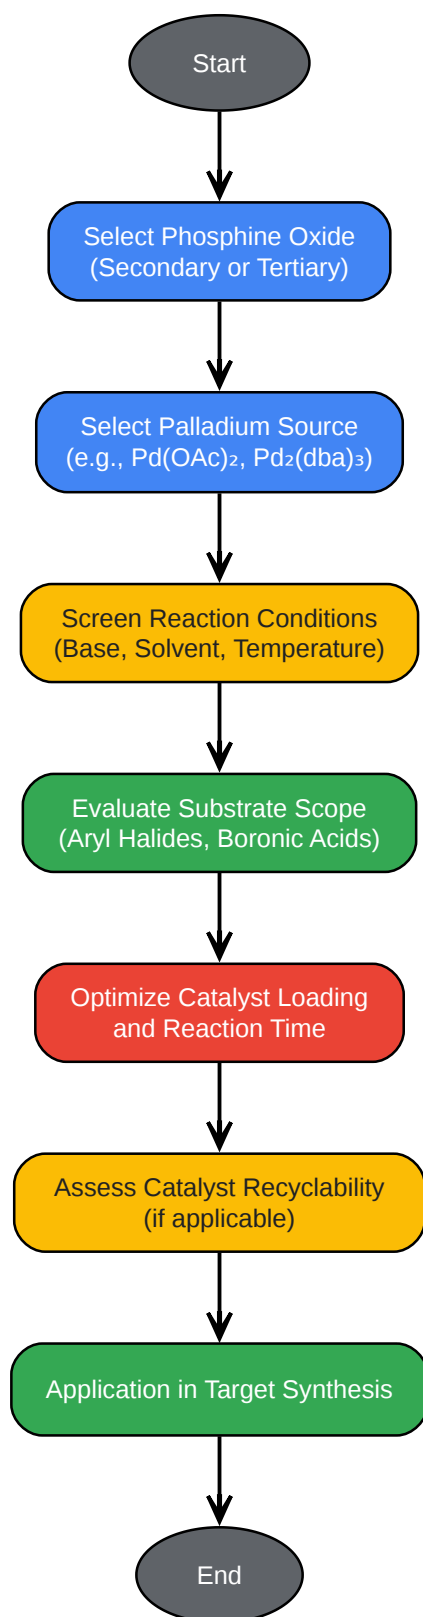 Start
Select Phosphine Oxide
(Secondary or Tertiary)
Select Palladium Source
(e.g., Pd(OAc)₂, Pd₂(dba)₃)
Screen Reaction Conditions
(Base, Solvent, Temperature)
Evaluate Substrate Scope
(Aryl Halides, Boronic Acids)
Optimize Catalyst Loading
and Reaction Time
Assess Catalyst Recyclability
(if applicable)
Application in Target Synthesis
End